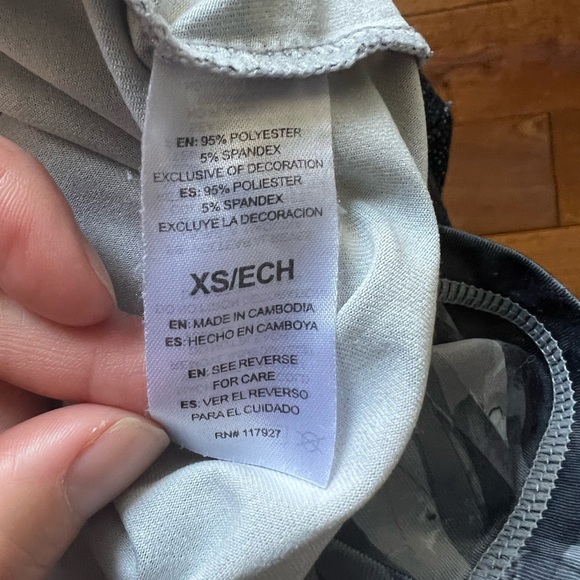 EN: 95% POLYESTER
5% SPANDEX
EXCLUSIVE OF DECORATION
ES: 95% POLIESTER
5% SPANDEX
EXCLUYE LA DECORACION
XS/ECH
EN: MADE IN CAMBODIA
ES: HECHO EN CAMBOYA
EN: SEE REVERSE
FOR CARE
ES: VER EL REVERSO
PARA EL CUIDADO
RN# 117927